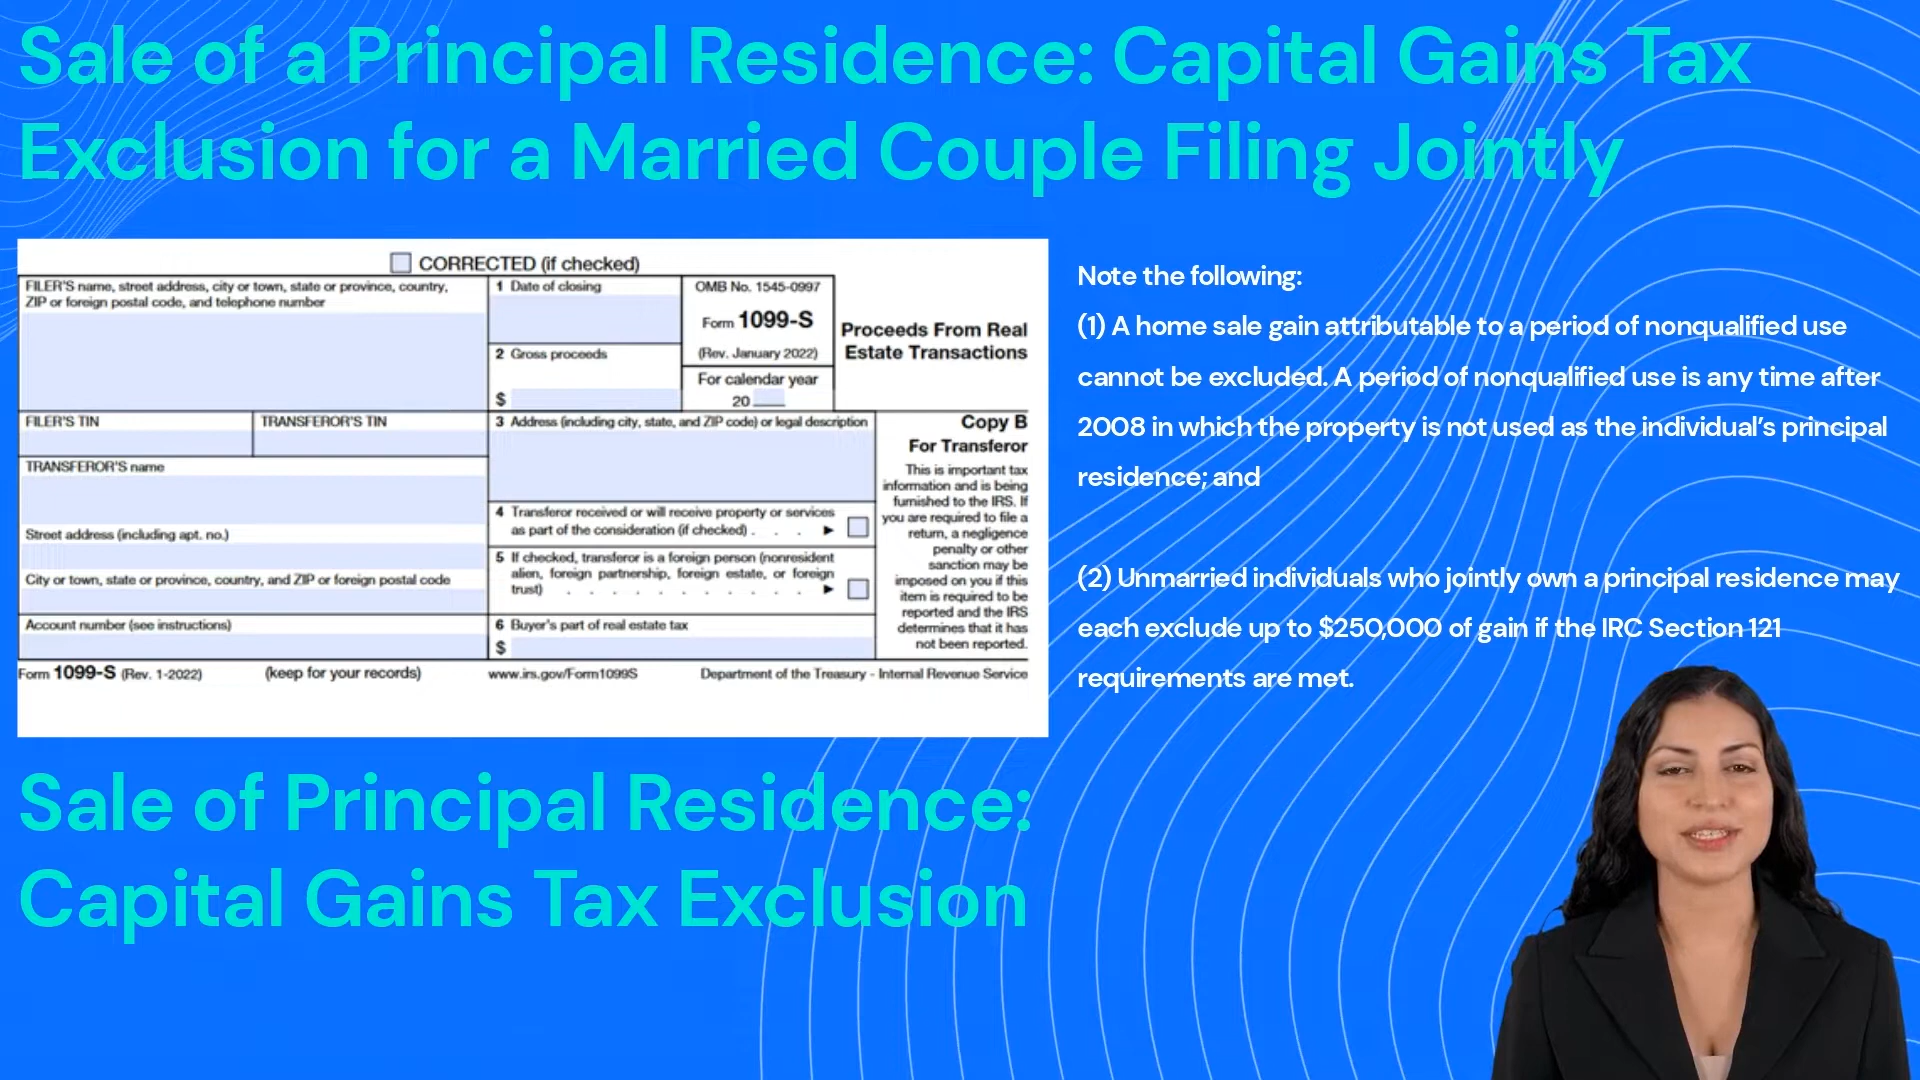 Sale of a Principal Residence: Capital Gains Tax
Exclusion for a Married Couple Filing Jointly
CORRECTED (if checked)
FILER'S name, street address, city or town, state or province, country,
ZIP or foreign postal code, and telephone number
1 Date of closing
OMB No. 1545-0997
Form 1099-S
(Rev. January 2022)
For calendar year
20
Proceeds From Real
Estate Transactions
2 Gross proceeds
$
FILER'S TIN
TRANSFEROR'S TIN
3 Address (including city, state, and ZIP code) or legal description
Copy B
For Transferor
This is important tax
information and is being
furnished to the IRS. If
you are required to file a
return, a negligence
penalty or other
sanction may be
imposed on you if this
item is required to be
reported and the IRS
determines that it has
not been reported.
TRANSFEROR'S name
4 Transferor received or will receive property or services
as part of the consideration (if checked) . . . ▶
Street address (including apt. no.)
5 If checked, transferor is a foreign person (nonresident
alien, foreign partnership, foreign estate, or foreign
trust) . . . . . . . . . . . . ▶
City or town, state or province, country, and ZIP or foreign postal code
Account number (see instructions)
6 Buyer's part of real estate tax
$
Form 1099-S (Rev. 1-2022)
(keep for your records)
www.irs.gov/Form1099S
Department of the Treasury - Internal Revenue Service
Note the following:
(1) A home sale gain attributable to a period of nonqualified use
cannot be excluded. A period of nonqualified use is any time after
2008 in which the property is not used as the individual's principal
residence; and
(2) Unmarried individuals who jointly own a principal residence may
each exclude up to $250,000 of gain if the IRC Section 121
requirements are met.
Sale of Principal Residence:
Capital Gains Tax Exclusion